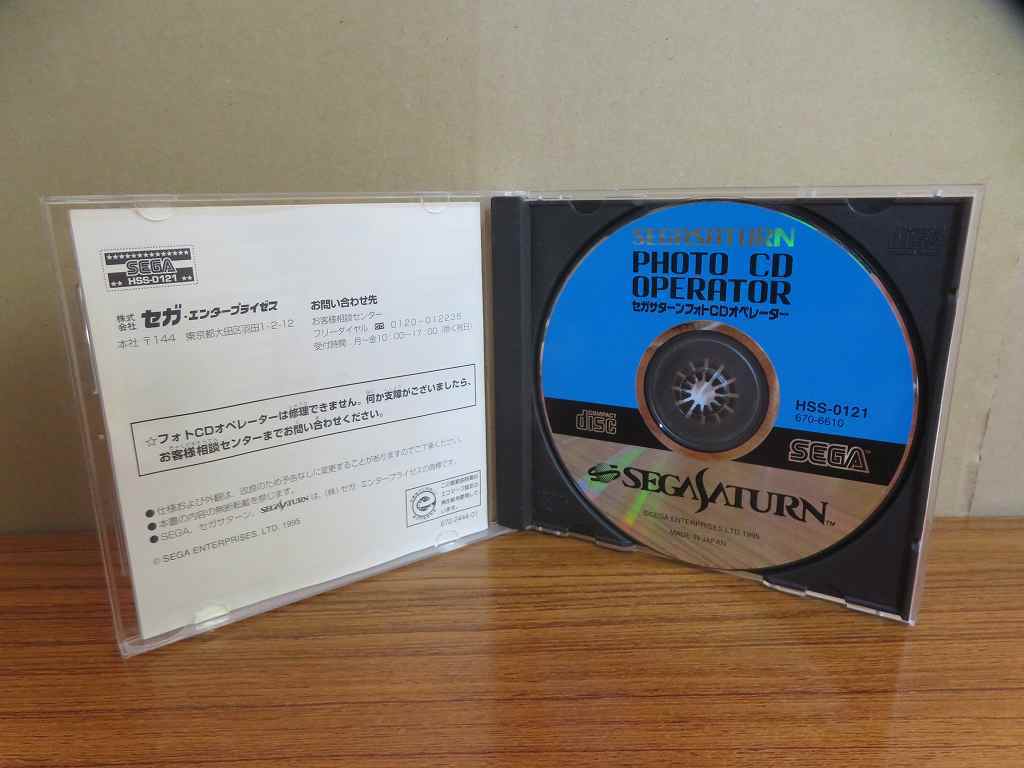 SEGA
HSS-0121
株式会社 セガ・エンタープライゼス
本社 〒144 東京都大田区羽田1-2-12
お問い合わせ先
お客様相談センター
フリーダイヤル ☎ 0120-012235
受付時間 月～金10:00～17:00 (除く祝日)
☆フォトCDオペレーターは修理できません。何か支障がございましたら、
お客様相談センターまでお問い合わせください。
●仕様および外観は、改良のため予告なしに変更することがありますのでご了承ください。
●本書の内容の無断転載を禁じます。
●SEGA、セガサターン、SEGASATURNは、(株)セガ・エンタープライゼスの商標です。
© SEGA ENTERPRISES, LTD. 1995
670-2444-01
SEGASATURN
PHOTO CD
OPERATOR
セガサターンフォトCDオペレーター
COMPACT
disc
HSS-0121
670-6610
SEGA
SEGASATURN™
©SEGA ENTERPRISES, LTD. 1995
MADE IN JAPAN